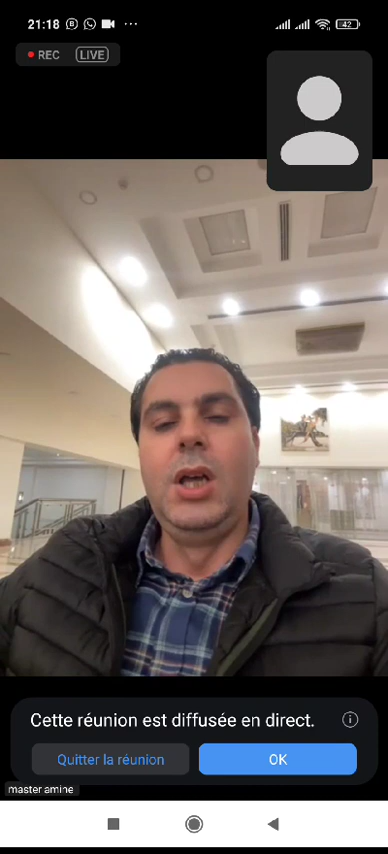 21:18
42
REC LIVE
Cette réunion est diffusée en direct.
Quitter la réunion
OK
master amine